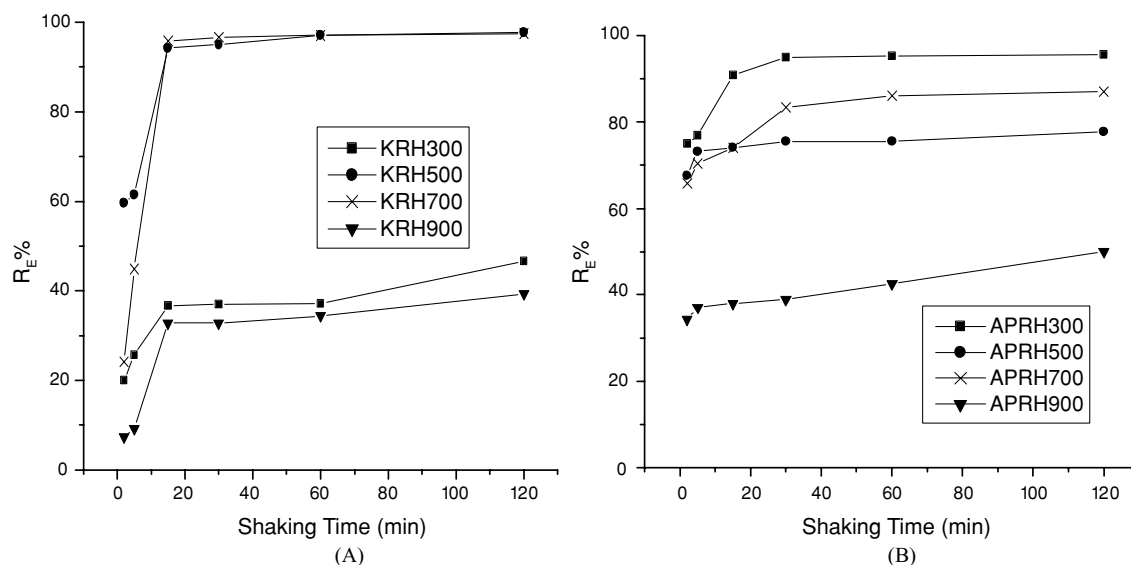 100
80
60
40
20
0
R_E%
KRH300
KRH500
KRH700
KRH900
0 20 40 60 80 100 120
Shaking Time (min)
(A)
100
80
60
40
20
0
R_E%
APRH300
APRH500
APRH700
APRH900
0 20 40 60 80 100 120
Shaking Time (min)
(B)